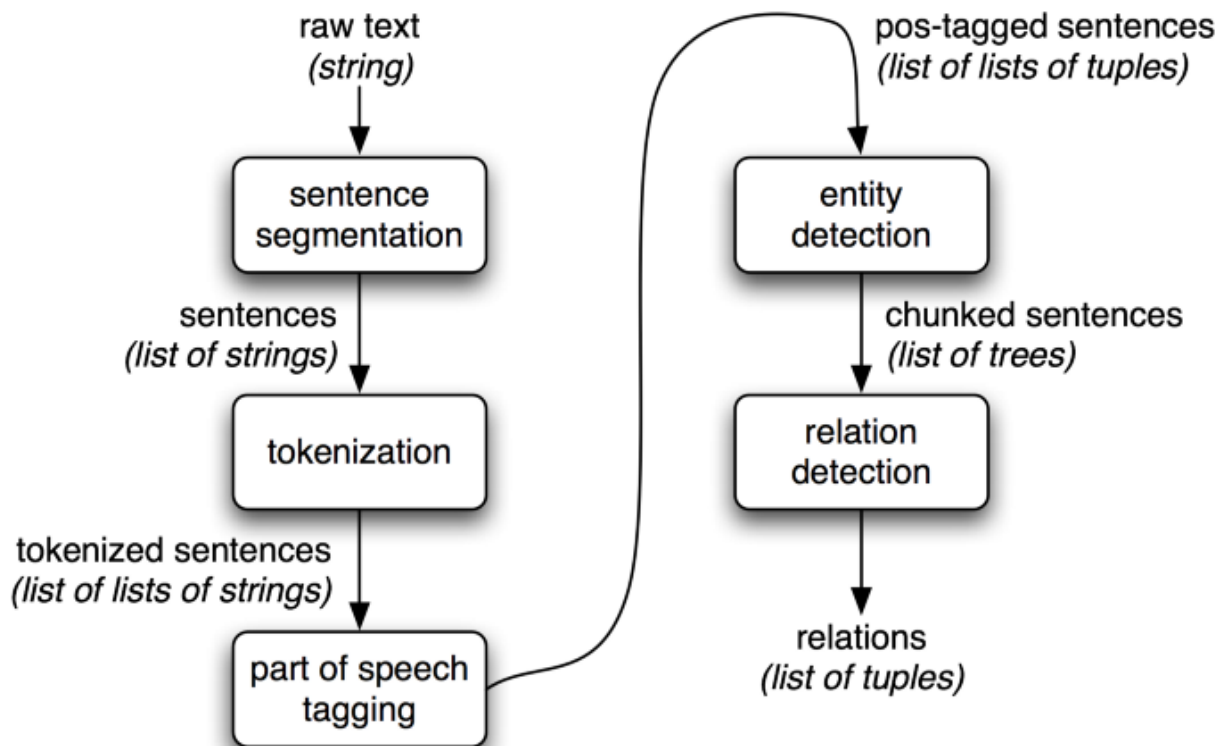 raw text
(string)
sentence
segmentation
sentences
(list of strings)
tokenization
tokenized sentences
(list of lists of strings)
part of speech
tagging
pos-tagged sentences
(list of lists of tuples)
entity
detection
chunked sentences
(list of trees)
relation
detection
relations
(list of tuples)